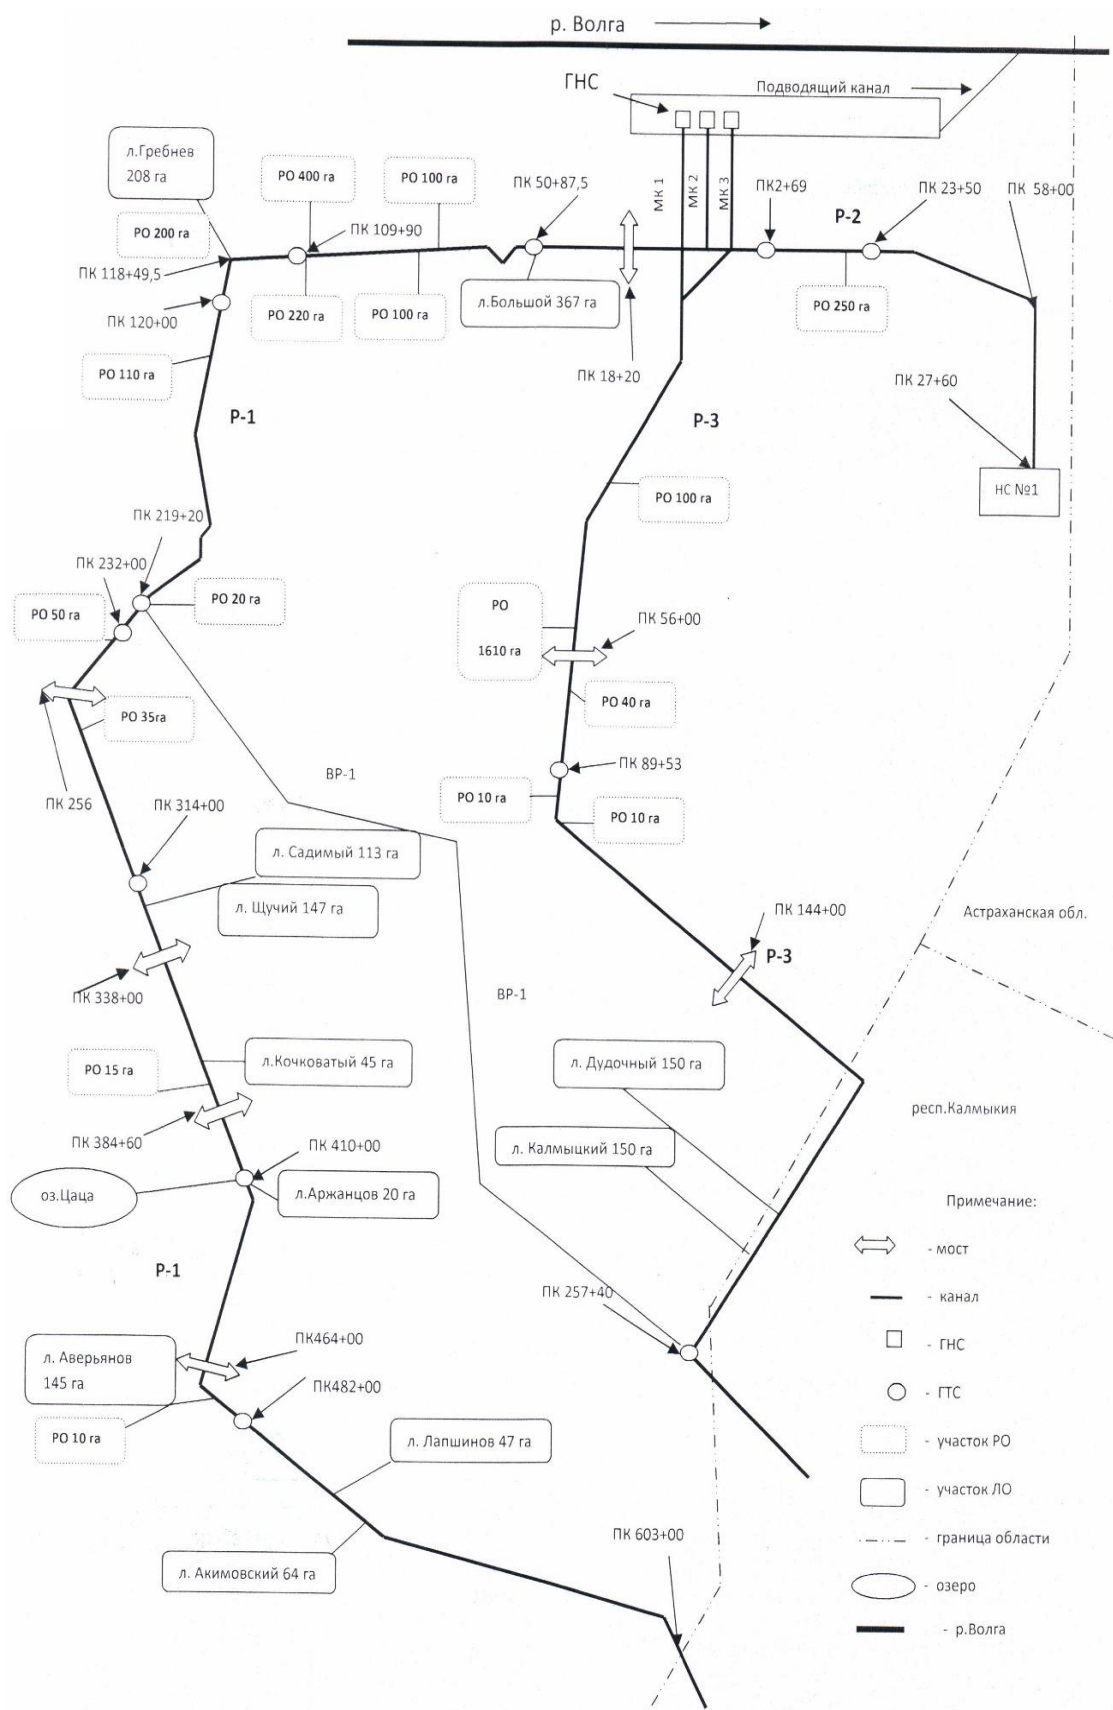 р. Волга
ГНС
Подводящий канал
л.Гребнев
208 га
РО 400 га
РО 100 га
ПК 50+87,5
МК 1
МК 2
МК 3
ПК2+69
ПК 23+50
ПК 58+00
Р-2
РО 200 га
ПК 109+90
ПК 118+49,5
л.Большой 367 га
РО 250 га
РО 220 га
РО 100 га
ПК 120+00
РО 110 га
ПК 18+20
ПК 27+60
Р-1
Р-3
НС №1
РО 100 га
ПК 219+20
ПК 232+00
РО 50 га
РО 20 га
РО
1610 га
ПК 56+00
РО 35га
РО 40 га
ПК 256
ВР-1
ПК 89+53
РО 10 га
РО 10 га
ПК 314+00
л. Садимый 113 га
л. Щучий 147 га
ПК 144+00
Астраханская обл.
Р-3
ПК 338+00
ВР-1
РО 15 га
л.Кочковатый 45 га
л. Дудочный 150 га
респ.Калмыкия
ПК 384+60
ПК 410+00
л. Калмыцкий 150 га
оз.Цаца
л.Аржанцов 20 га
Примечание:
- мост
Р-1
ПК 257+40
- канал
ПК464+00
- ГНС
л. Аверьянов
145 га
ПК482+00
- ГТС
РО 10 га
л. Лапшинов 47 га
- участок РО
- участок ЛО
ПК 603+00
- граница области
л. Акимовский 64 га
- озеро
- р.Волга